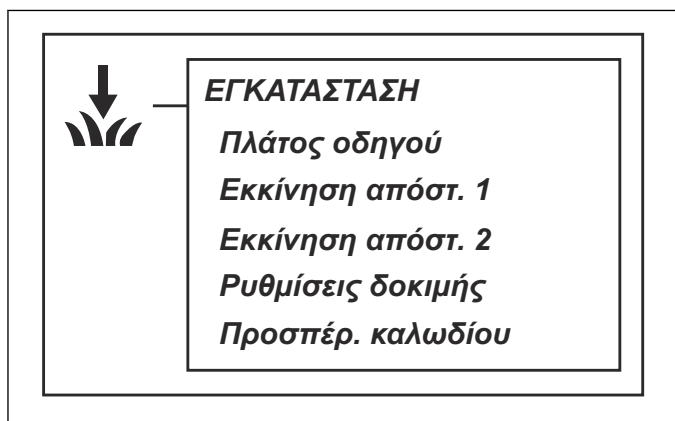 ΕΓΚΑΤΑΣΤΑΣΗ
Πλάτος οδηγού
Εκκίνηση απόστ. 1
Εκκίνηση απόστ. 2
Ρυθμίσεις δοκιμής
Προσπέρ. καλωδίου